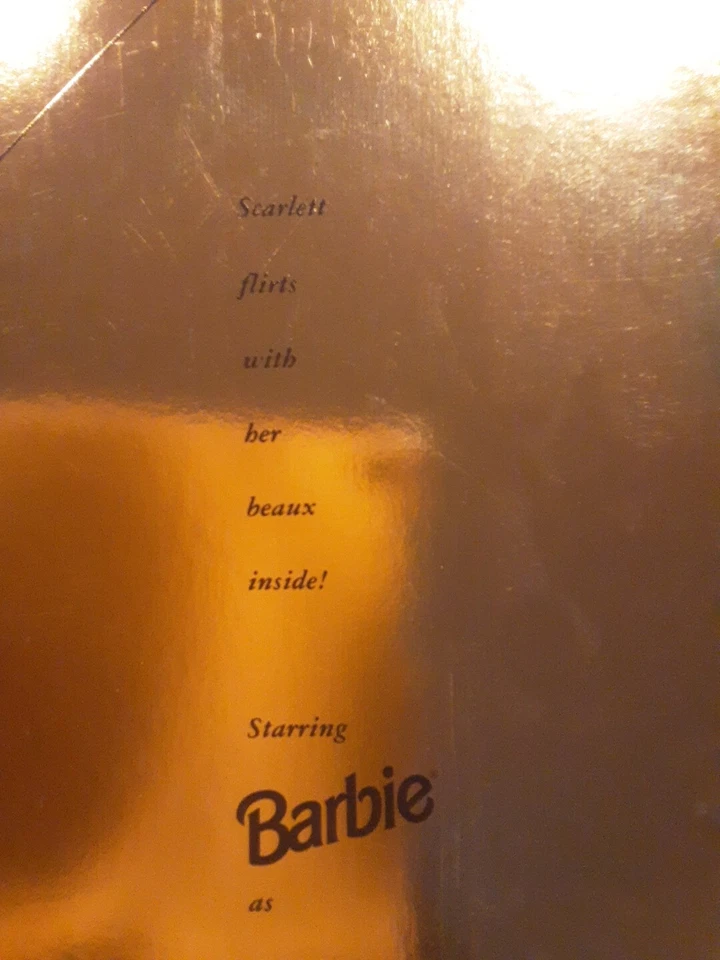 Scarlett
flirts
with
her
beaux
inside!
Starring
Barbie®
as